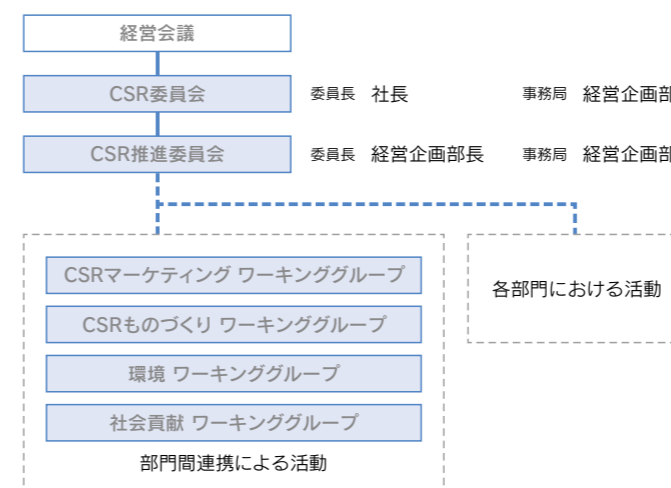 経営会議
CSR委員会 委員長 社長 事務局 経営企画部
CSR推進委員会 委員長 経営企画部長 事務局 経営企画部
CSRマーケティング ワーキンググループ
CSRものづくり ワーキンググループ
環境 ワーキンググループ
社会貢献 ワーキンググループ
部門間連携による活動
各部門における活動